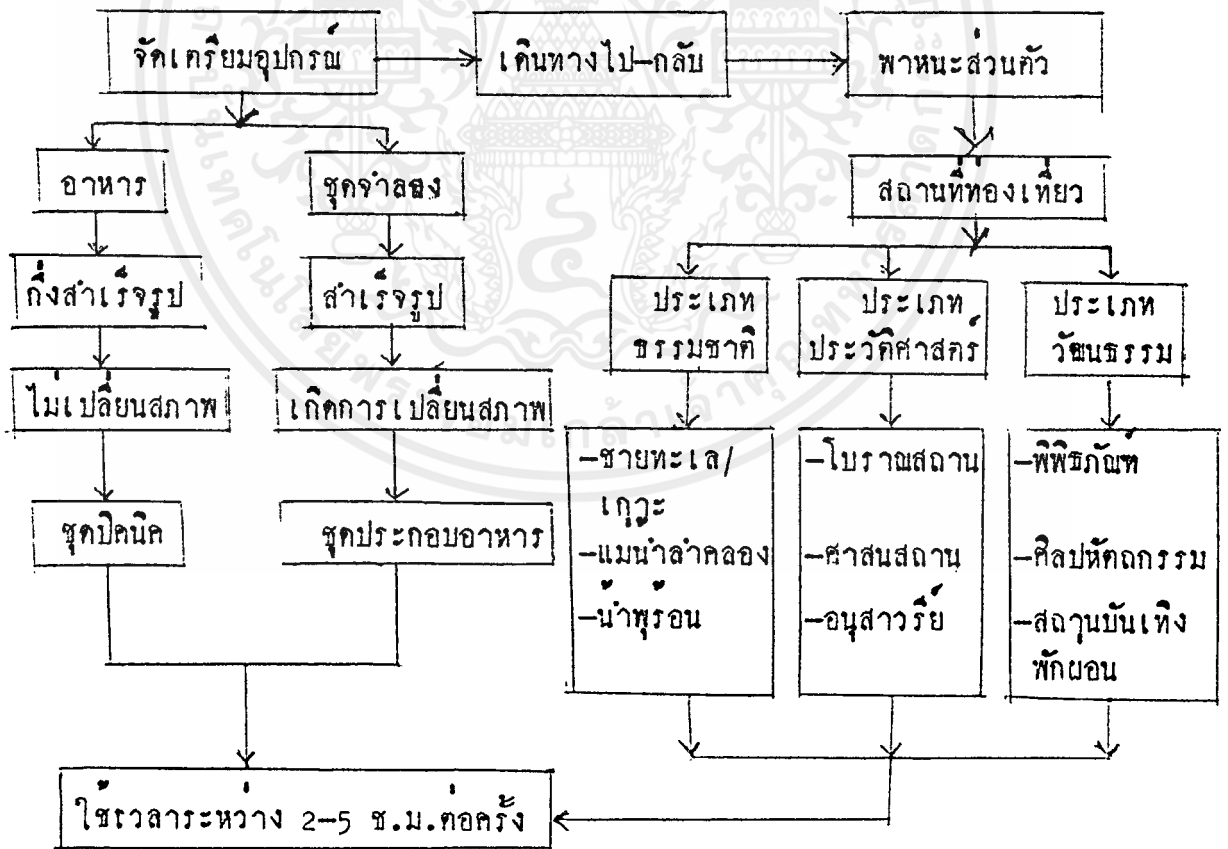 จัดเตรียมอุปกรณ์
เดินทางไป-กลับ
พาหนะส่วนตัว
อาหาร
ชุดจำลอง
สถานที่ท่องเที่ยว
กึ่งสำเร็จรูป
สำเร็จรูป
ประเภท
ธรรมชาติ
ประเภท
ประวัติศาสตร์
ประเภท
วัฒนธรรม
ไม่เปลี่ยนสภาพ
เกิดการเปลี่ยนสภาพ
-ชายทะเล/
เกาะ
-แม่น้ำลำคลอง
-น้ำพุร้อน
-โบราณสถาน
-ศาสนสถาน
-อนุสาวรีย์
-พิพิธภัณฑ์
-ศิลปหัตถกรรม
-สถานบันเทิง
พักผอน
ชุดปิคนิค
ชุดประกอบอาหาร
ใช้เวลาระหว่าง 2-5 ช.ม.ต่อครั้ง